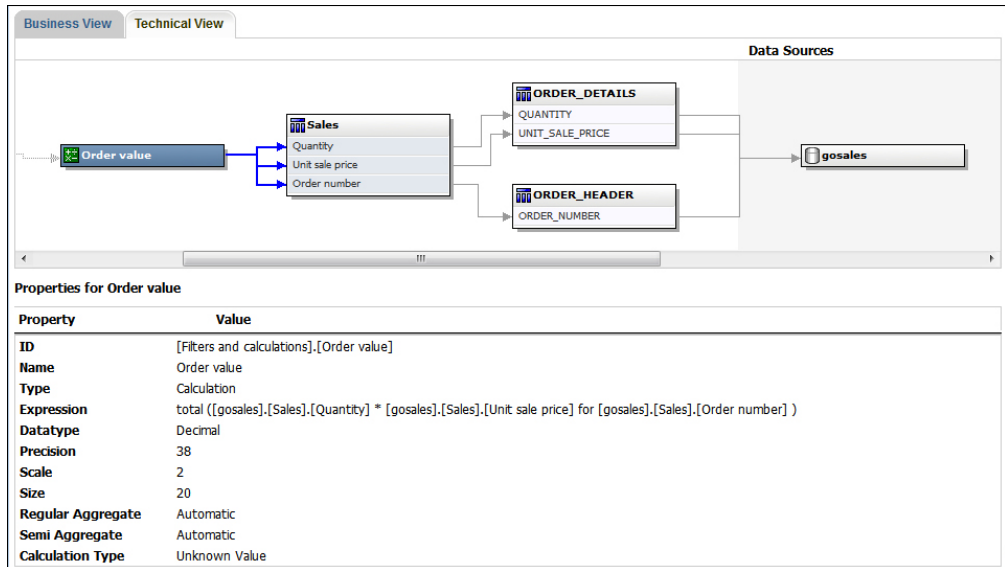 Business View Technical View
Data Sources
Order value
Sales
Quantity
Unit sale price
Order number
ORDER_DETAILS
QUANTITY
UNIT_SALE_PRICE
ORDER_HEADER
ORDER_NUMBER
gosales
Properties for Order value
Property Value
ID [Filters and calculations].[Order value]
Name Order value
Type Calculation
Expression total ([gosales].[Sales].[Quantity] * [gosales].[Sales].[Unit sale price] for [gosales].[Sales].[Order number] )
Datatype Decimal
Precision 38
Scale 2
Size 20
Regular Aggregate Automatic
Semi Aggregate Automatic
Calculation Type Unknown Value